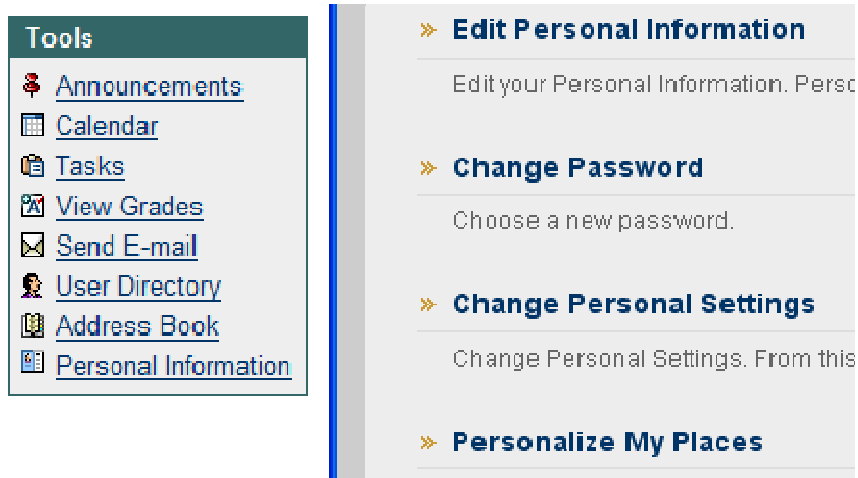 Tools
Announcements
Calendar
Tasks
View Grades
Send E-mail
User Directory
Address Book
Personal Information
Edit Personal Information
Edit your Personal Information. Perso
Change Password
Choose a new password.
Change Personal Settings
Change Personal Settings. From this
Personalize My Places